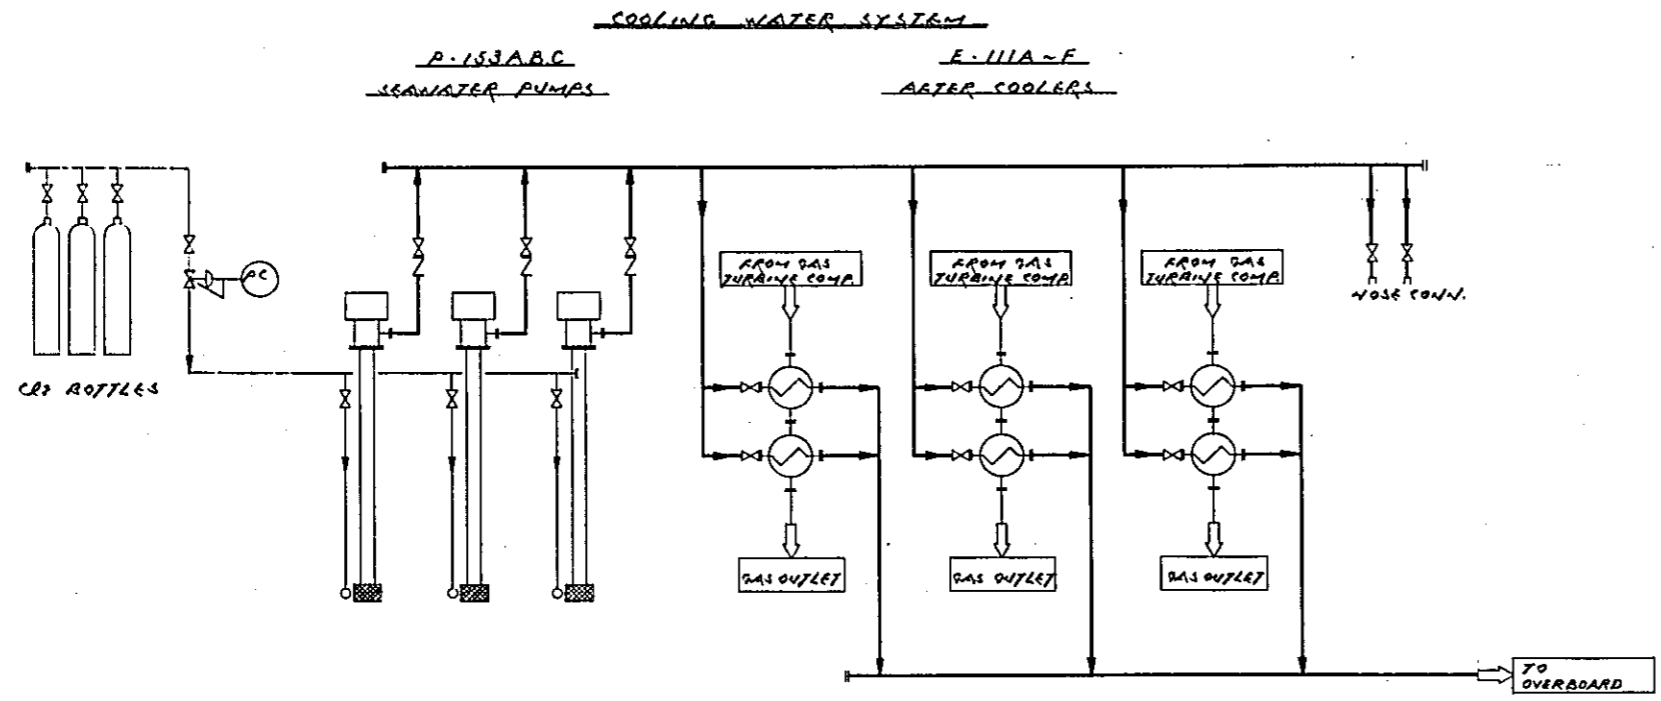 COOLING WATER SYSTEM
P-153A.B.C
SEAWATER PUMPS
E-111A~F
AFTER COOLERS
FROM GAS
TURBINE COMP.
FROM GAS
TURBINE COMP.
FROM GAS
TURBINE COMP.
PC
HOSE CONN.
Cl2 BOTTLES
GAS OUTLET
GAS OUTLET
GAS OUTLET
TO
OVERBOARD